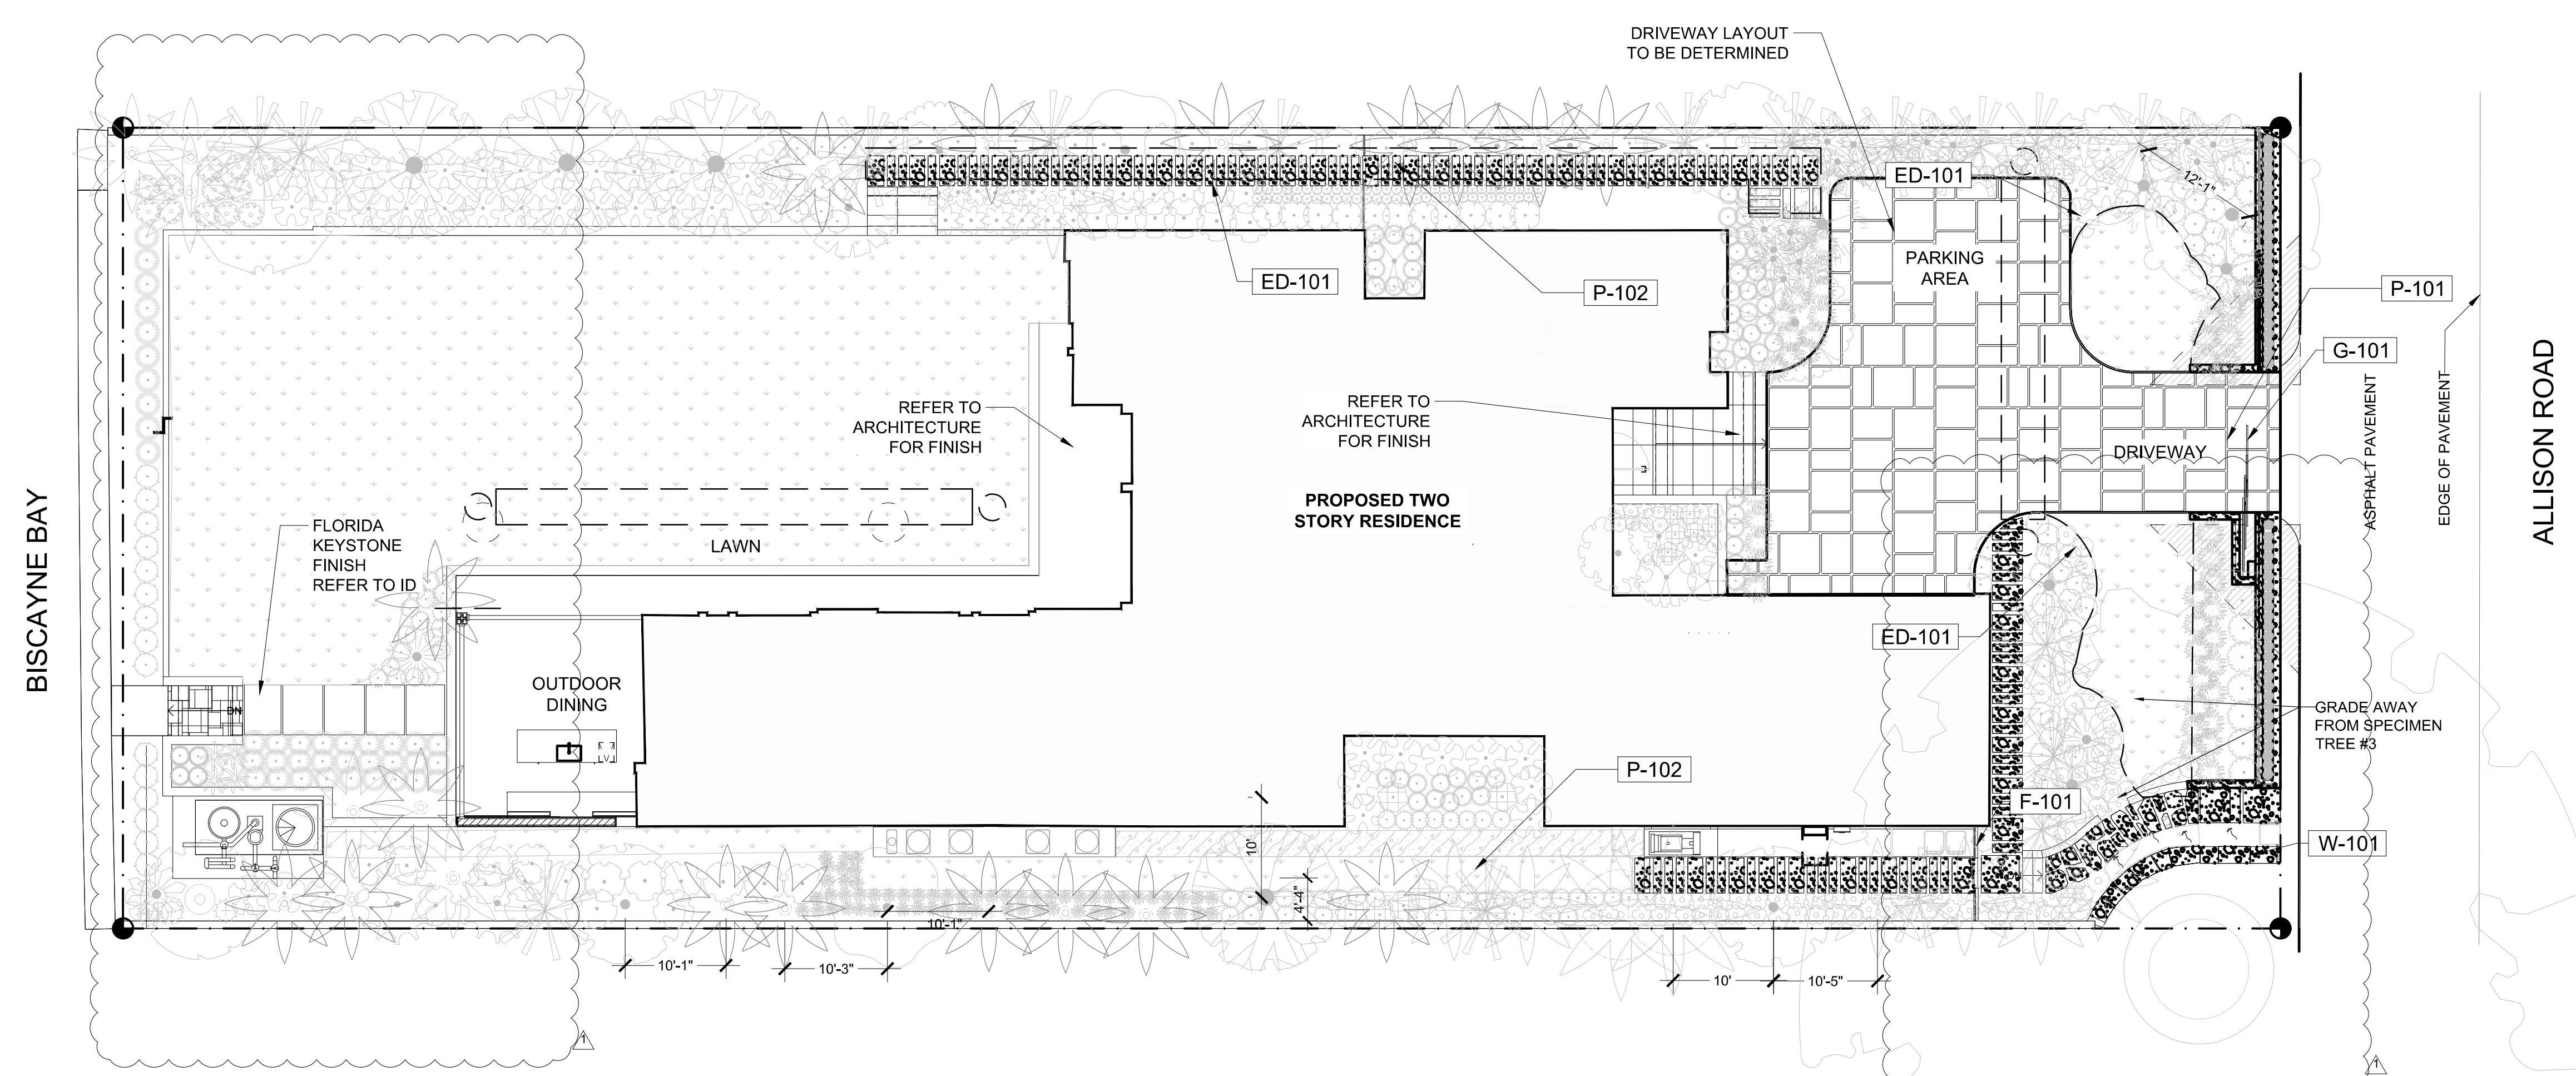 DRIVEWAY LAYOUT
TO BE DETERMINED
ED-101
12'-1"
PARKING
AREA
ED-101
P-102
P-101
G-101
REFER TO
ARCHITECTURE
FOR FINISH
REFER TO
ARCHITECTURE
FOR FINISH
DRIVEWAY
ASPHALT PAVEMENT
EDGE OF PAVEMENT
ALLISON ROAD
BISCAYNE BAY
PROPOSED TWO
STORY RESIDENCE
FLORIDA
KEYSTONE
FINISH
REFER TO ID
LAWN
ED-101
OUTDOOR
DINING
DN
GRADE AWAY
FROM SPECIMEN
TREE #3
P-102
F-101
W-101
10'
4'-4"
10'-1"
10'-1"
10'-3"
10'
10'-5"
1
1